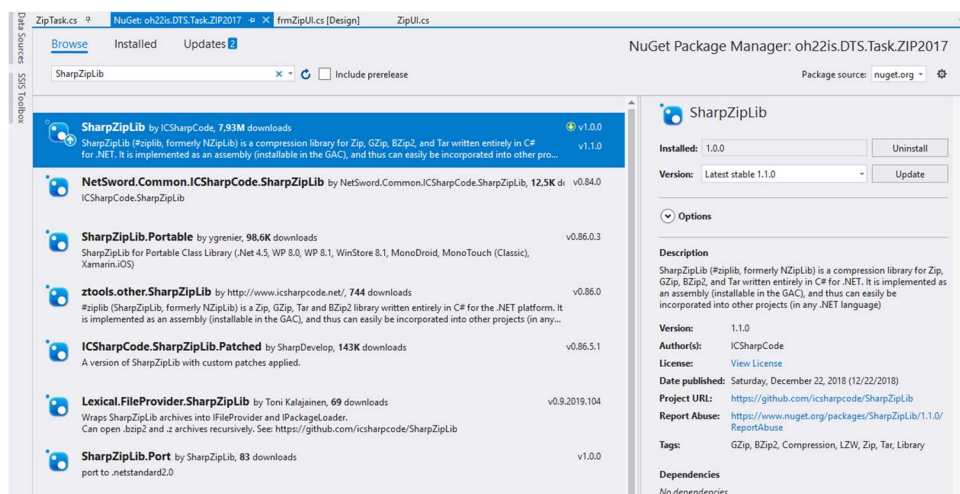 Data Sources
SSIS Toolbox
ZipTask.cs
NuGet: oh22is.DTS.Task.ZIP2017
frmZipUI.cs [Design]
ZipUI.cs
Browse
Installed
Updates 2
NuGet Package Manager: oh22is.DTS.Task.ZIP2017
SharpZipLib
Include prerelease
Package source: nuget.org
SharpZipLib by ICSharpCode, 7,93M downloads
v1.0.0
v1.1.0
SharpZipLib (#ziplib, formerly NZipLib) is a compression library for Zip, GZip, BZip2, and Tar written entirely in C#
for .NET. It is implemented as an assembly (installable in the GAC), and thus can easily be incorporated into other pro...
NetSword.Common.ICSharpCode.SharpZipLib by NetSword.Common.ICSharpCode.SharpZipLib, 12,5K dc v0.84.0
ICSharpCode.SharpZipLib
SharpZipLib.Portable by ygrenier, 98,6K downloads
v0.86.0.3
SharpZipLib for Portable Class Library (.Net 4.5, WP 8.0, WP 8.1, WinStore 8.1, MonoDroid, MonoTouch (Classic),
Xamarin.iOS)
ztools.other.SharpZipLib by http://www.icsharpcode.net/, 744 downloads
v0.86.0
#ziplib (SharpZipLib, formerly NZipLib) is a Zip, GZip, Tar and BZip2 library written entirely in C# for the .NET platform. It
is implemented as an assembly (installable in the GAC), and thus can easily be incorporated into other projects (in any...
ICSharpCode.SharpZipLib.Patched by SharpDevelop, 143K downloads
v0.86.5.1
A version of SharpZipLib with custom patches applied.
Lexical.FileProvider.SharpZipLib by Toni Kalajainen, 69 downloads
v0.9.2019.104
Wraps SharpZipLib archives into IFileProvider and IPackageLoader.
Can open .bzip2 and .z archives recursively. See: https://github.com/icsharpcode/SharpZipLib
SharpZipLib.Port by SharpZipLib, 83 downloads
v1.0.0
port to .netstandard2.0
SharpZipLib
Installed: 1.0.0
Uninstall
Version: Latest stable 1.1.0
Update
Options
Description
SharpZipLib (#ziplib, formerly NZipLib) is a compression library for Zip,
GZip, BZip2, and Tar written entirely in C# for .NET. It is implemented as
an assembly (installable in the GAC), and thus can easily be
incorporated into other projects (in any .NET language)
Version: 1.1.0
Author(s): ICSharpCode
License: View License
Date published: Saturday, December 22, 2018 (12/22/2018)
Project URL: https://github.com/icsharpcode/SharpZipLib
Report Abuse: https://www.nuget.org/packages/SharpZipLib/1.1.0/
ReportAbuse
Tags: GZip, BZip2, Compression, LZW, Zip, Tar, Library
Dependencies
No dependencies